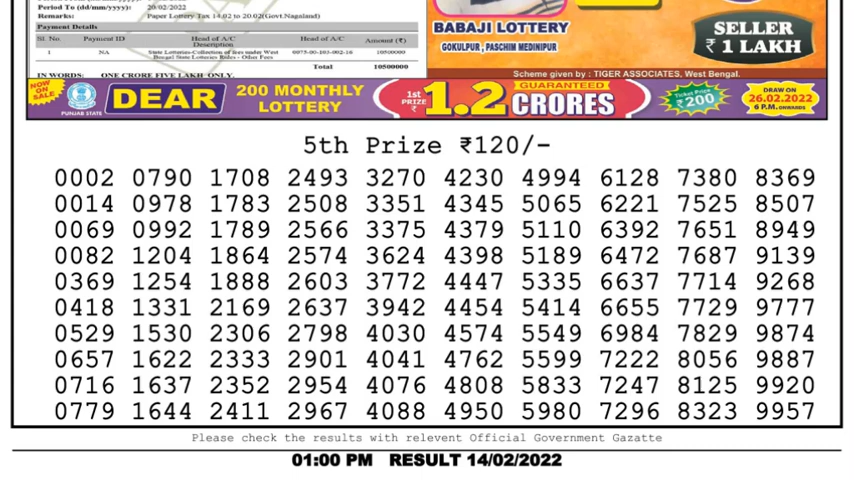 Period To (dd/mm/yyyy): 20/02/2022
Remarks: Paper Lottery Tax 14.02 to 20.02(Govt.Nagaland)
Payment Details
Sl. No. Payment ID Head of A/C Description Head of A/C Amount (₹)
1 NA State Lotteries-Collection of fees under West Bengal State Lotteries Rules - Other Fees 0075-00-103-002-16 10500000
Total 10500000
IN WORDS: ONE CRORE FIVE LAKH ONLY.
BABAJI LOTTERY
GOKULPUR, PASCHIM MEDINIPUR
SELLER
₹ 1 LAKH
Scheme given by : TIGER ASSOCIATES, West Bengal.
NOW ON SALE
PUNJAB STATE
DEAR 200 MONTHLY LOTTERY
1st PRIZE ₹ 1.2 GUARANTEED CRORES
Ticket Price ₹200
DRAW ON 26.02.2022 6 P.M. ONWARDS
5th Prize ₹120/-
0002 0790 1708 2493 3270 4230 4994 6128 7380 8369
0014 0978 1783 2508 3351 4345 5065 6221 7525 8507
0069 0992 1789 2566 3375 4379 5110 6392 7651 8949
0082 1204 1864 2574 3624 4398 5189 6472 7687 9139
0369 1254 1888 2603 3772 4447 5335 6637 7714 9268
0418 1331 2169 2637 3942 4454 5414 6655 7729 9777
0529 1530 2306 2798 4030 4574 5549 6984 7829 9874
0657 1622 2333 2901 4041 4762 5599 7222 8056 9887
0716 1637 2352 2954 4076 4808 5833 7247 8125 9920
0779 1644 2411 2967 4088 4950 5980 7296 8323 9957
Please check the results with relevent Official Government Gazatte
01:00 PM RESULT 14/02/2022